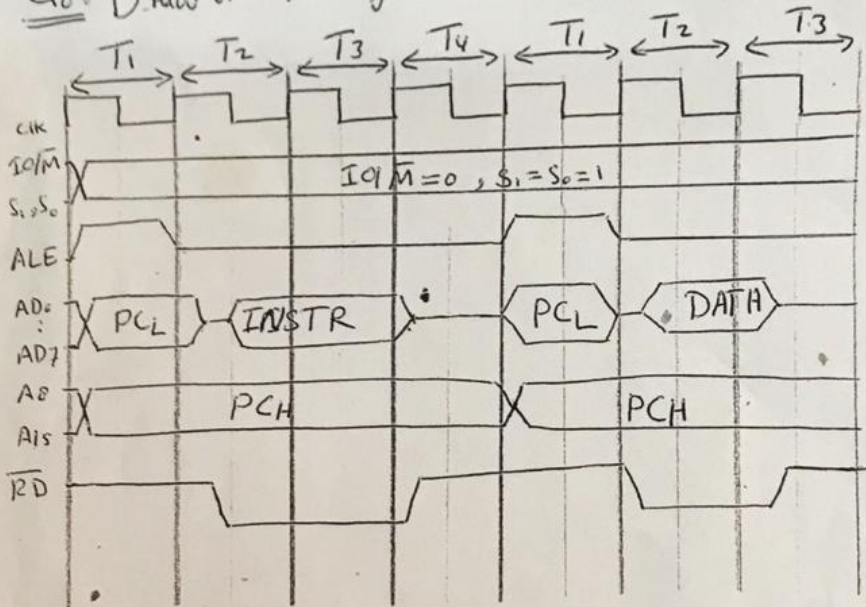 Draw
T1 T2 T3 T4 T1 T2 T3
CLK
IO/M̅
IO/M̅=0, S1=S0=1
S1,S0
ALE
AD0
:
AD7
PCL INSTR PCL DATA
A8
A15
PCH PCH
R̅D̅